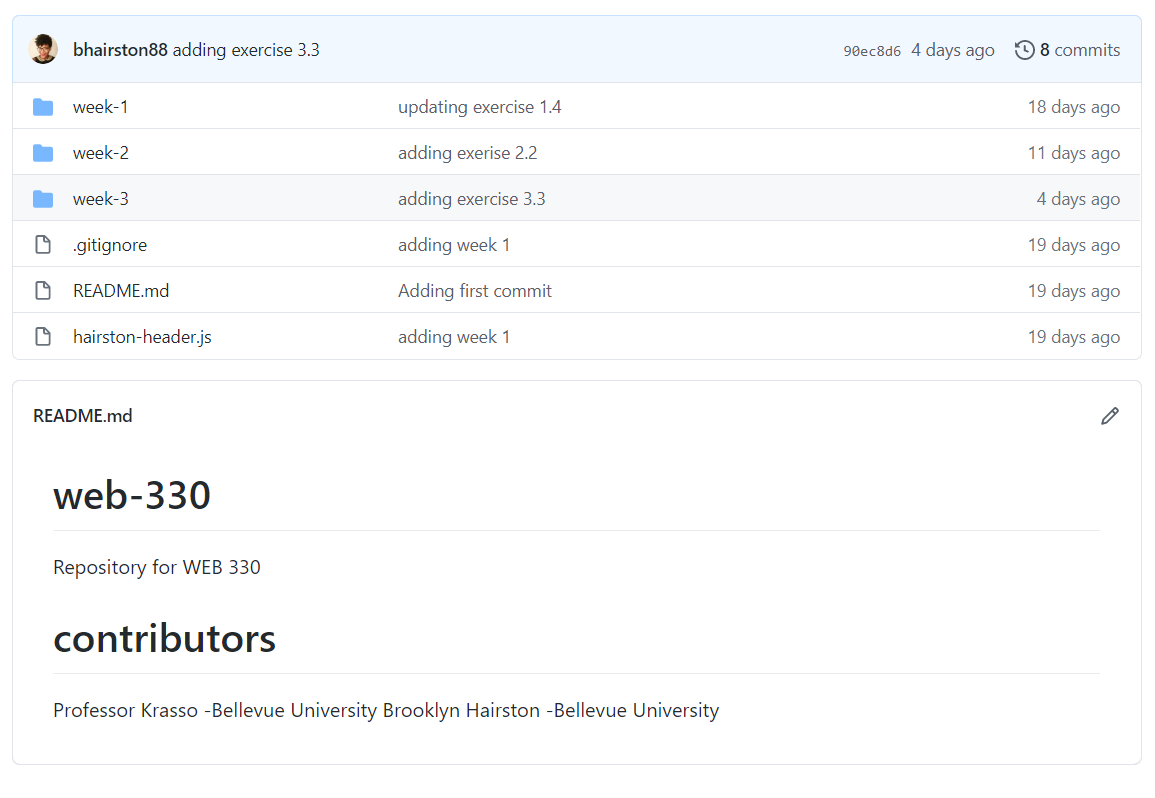 bhairston88 adding exercise 3.3 90ec8d6 4 days ago 8 commits
week-1 updating exercise 1.4 18 days ago
week-2 adding exerise 2.2 11 days ago
week-3 adding exercise 3.3 4 days ago
.gitignore adding week 1 19 days ago
README.md Adding first commit 19 days ago
hairston-header.js adding week 1 19 days ago
README.md
web-330
Repository for WEB 330
contributors
Professor Krasso -Bellevue University Brooklyn Hairston -Bellevue University